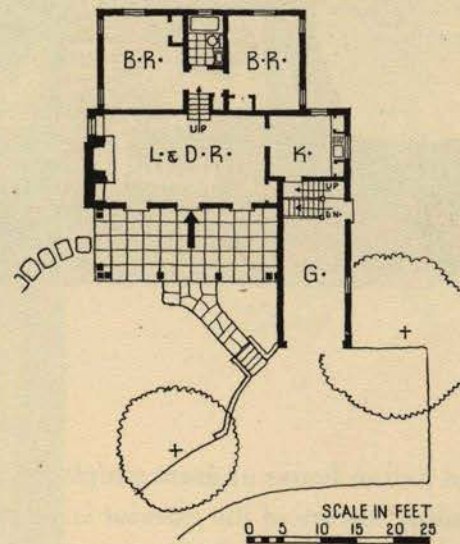 B·R·
B·R·
UP
L·&D·R·
K·
UP
DN·
G·
SCALE IN FEET
0 5 10 15 20 25